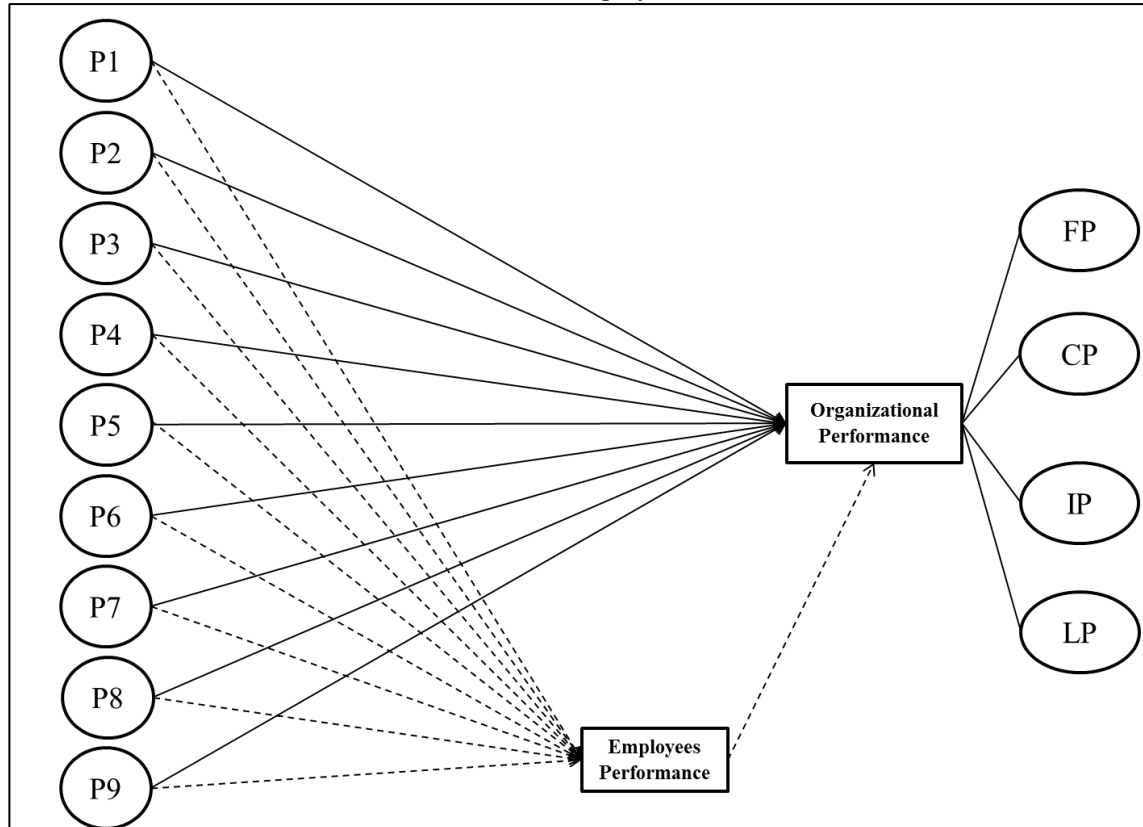 P1
P2
P3
P4
P5
P6
P7
P8
P9
Organizational
Performance
Employees
Performance
FP
CP
IP
LP